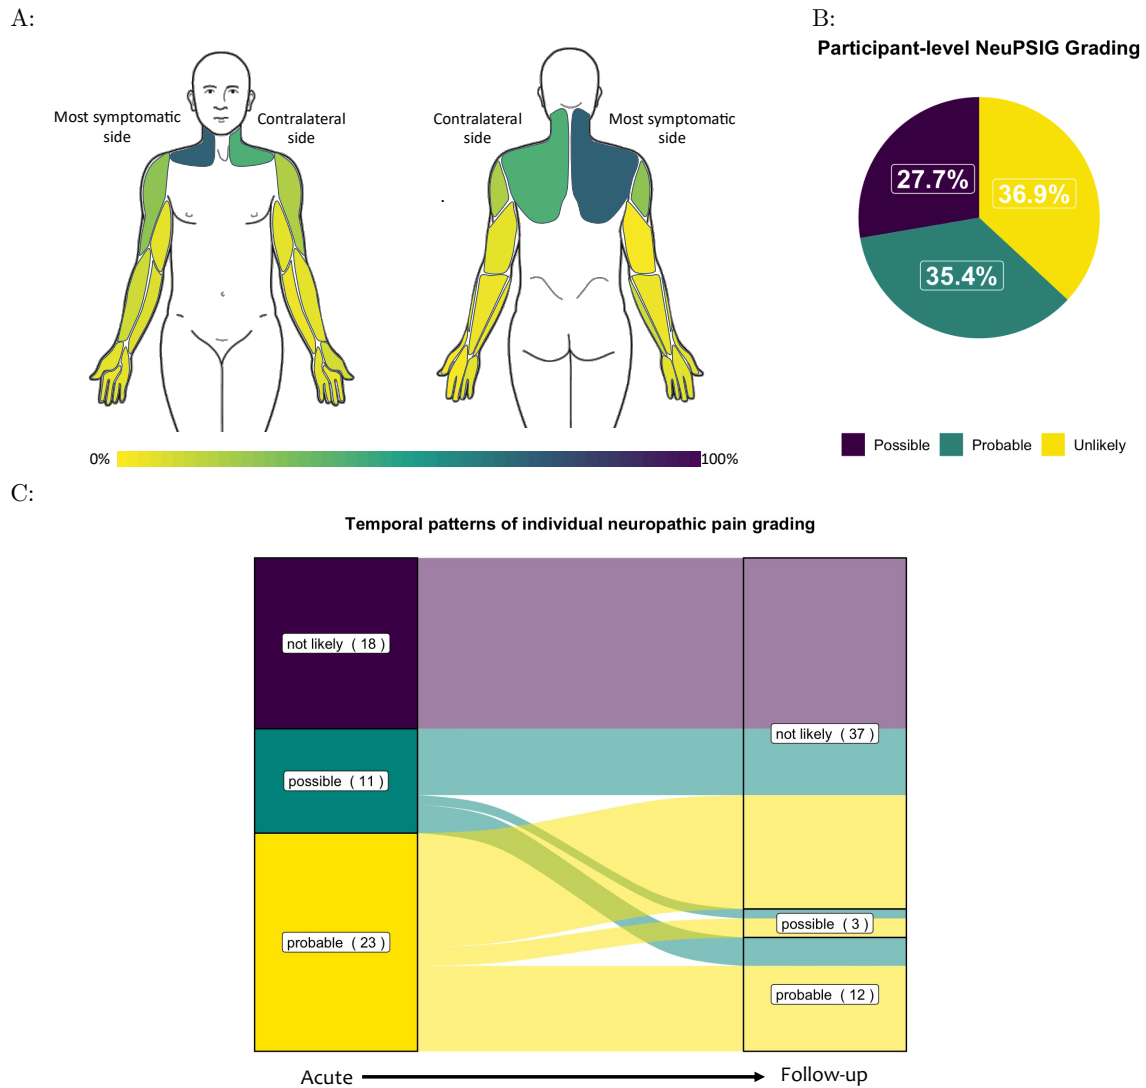 A:
B:
Participant-level NeuPSIG Grading
Most symptomatic
side
Contralateral
side
Contralateral
side
Most symptomatic
side
27.7%
36.9%
35.4%
Possible
Probable
Unlikely
0%
100%
C:
Temporal patterns of individual neuropathic pain grading
not likely ( 18 )
possible ( 11 )
probable ( 23 )
not likely ( 37 )
possible ( 3 )
probable ( 12 )
Acute
Follow-up